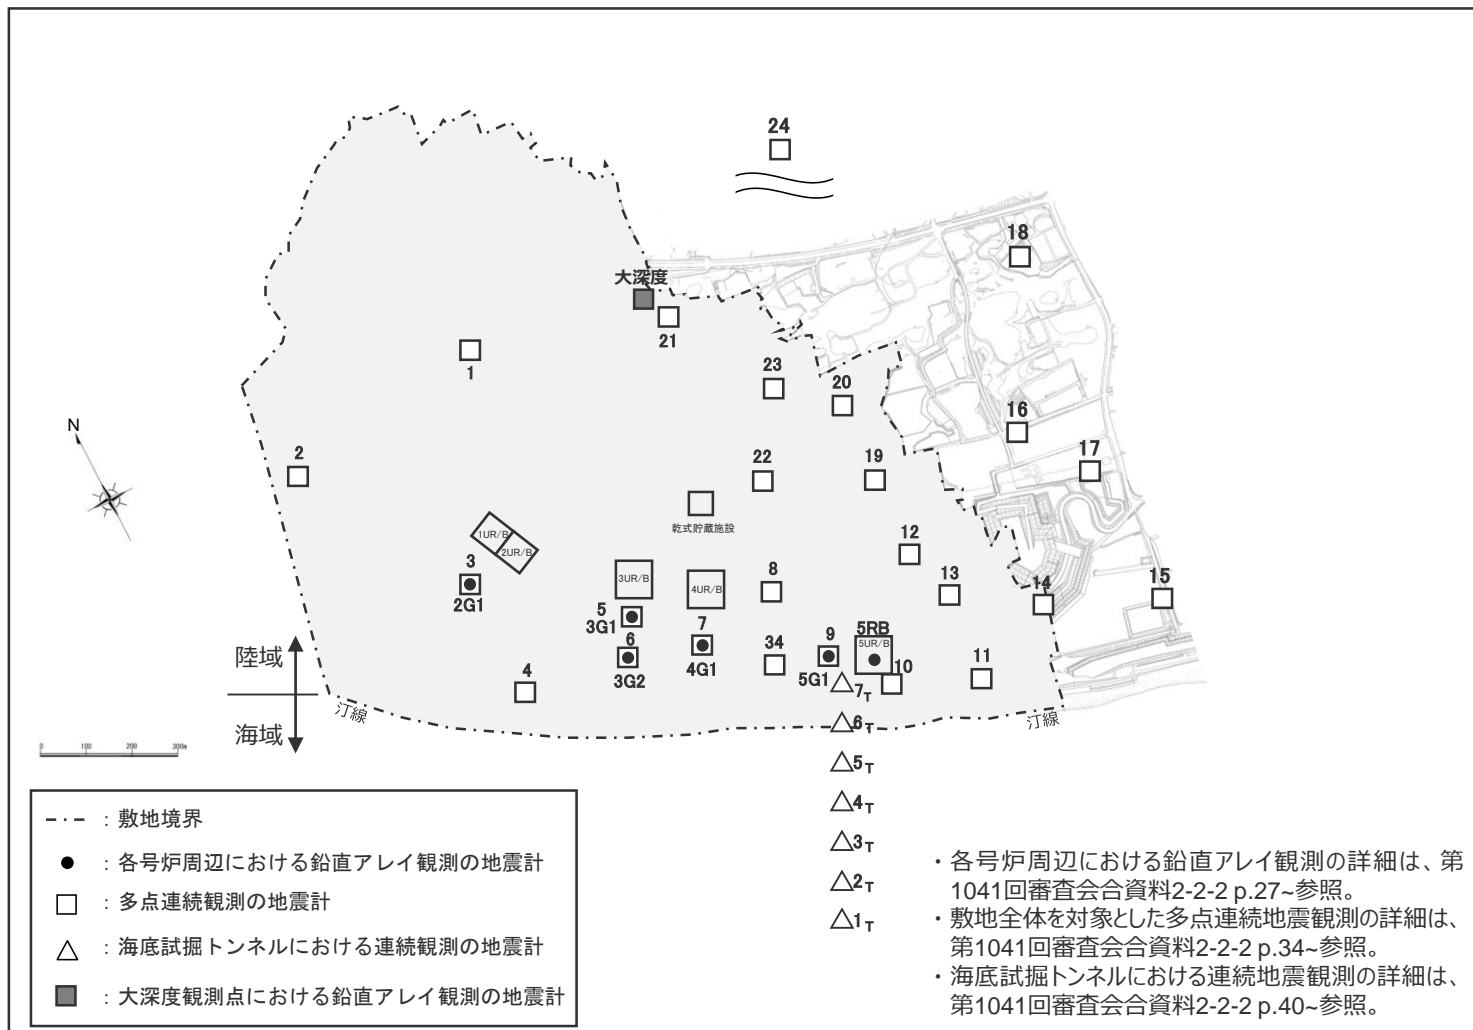 24
18
大深度
21
1
23
20
16
N
2
22
19
17
乾式貯蔵施設
1UR/B
2UR/B
12
3
2G1
3UR/B
4UR/B
8
13
14
15
5
3G1
7
4G1
6
3G2
34
9
5G1
5RB
5UR/B
10
11
4
陸域
海域
汀線
汀線
7T
6T
5T
4T
3T
2T
1T
0 100 200 300m
：敷地境界
：各号炉周辺における鉛直アレイ観測の地震計
：多点連続観測の地震計
：海底試掘トンネルにおける連続観測の地震計
：大深度観測点における鉛直アレイ観測の地震計
・各号炉周辺における鉛直アレイ観測の詳細は、第
1041回審査会合資料2-2-2 p.27~参照。
・敷地全体を対象とした多点連続地震観測の詳細は、
第1041回審査会合資料2-2-2 p.34~参照。
・海底試掘トンネルにおける連続地震観測の詳細は、
第1041回審査会合資料2-2-2 p.40~参照。